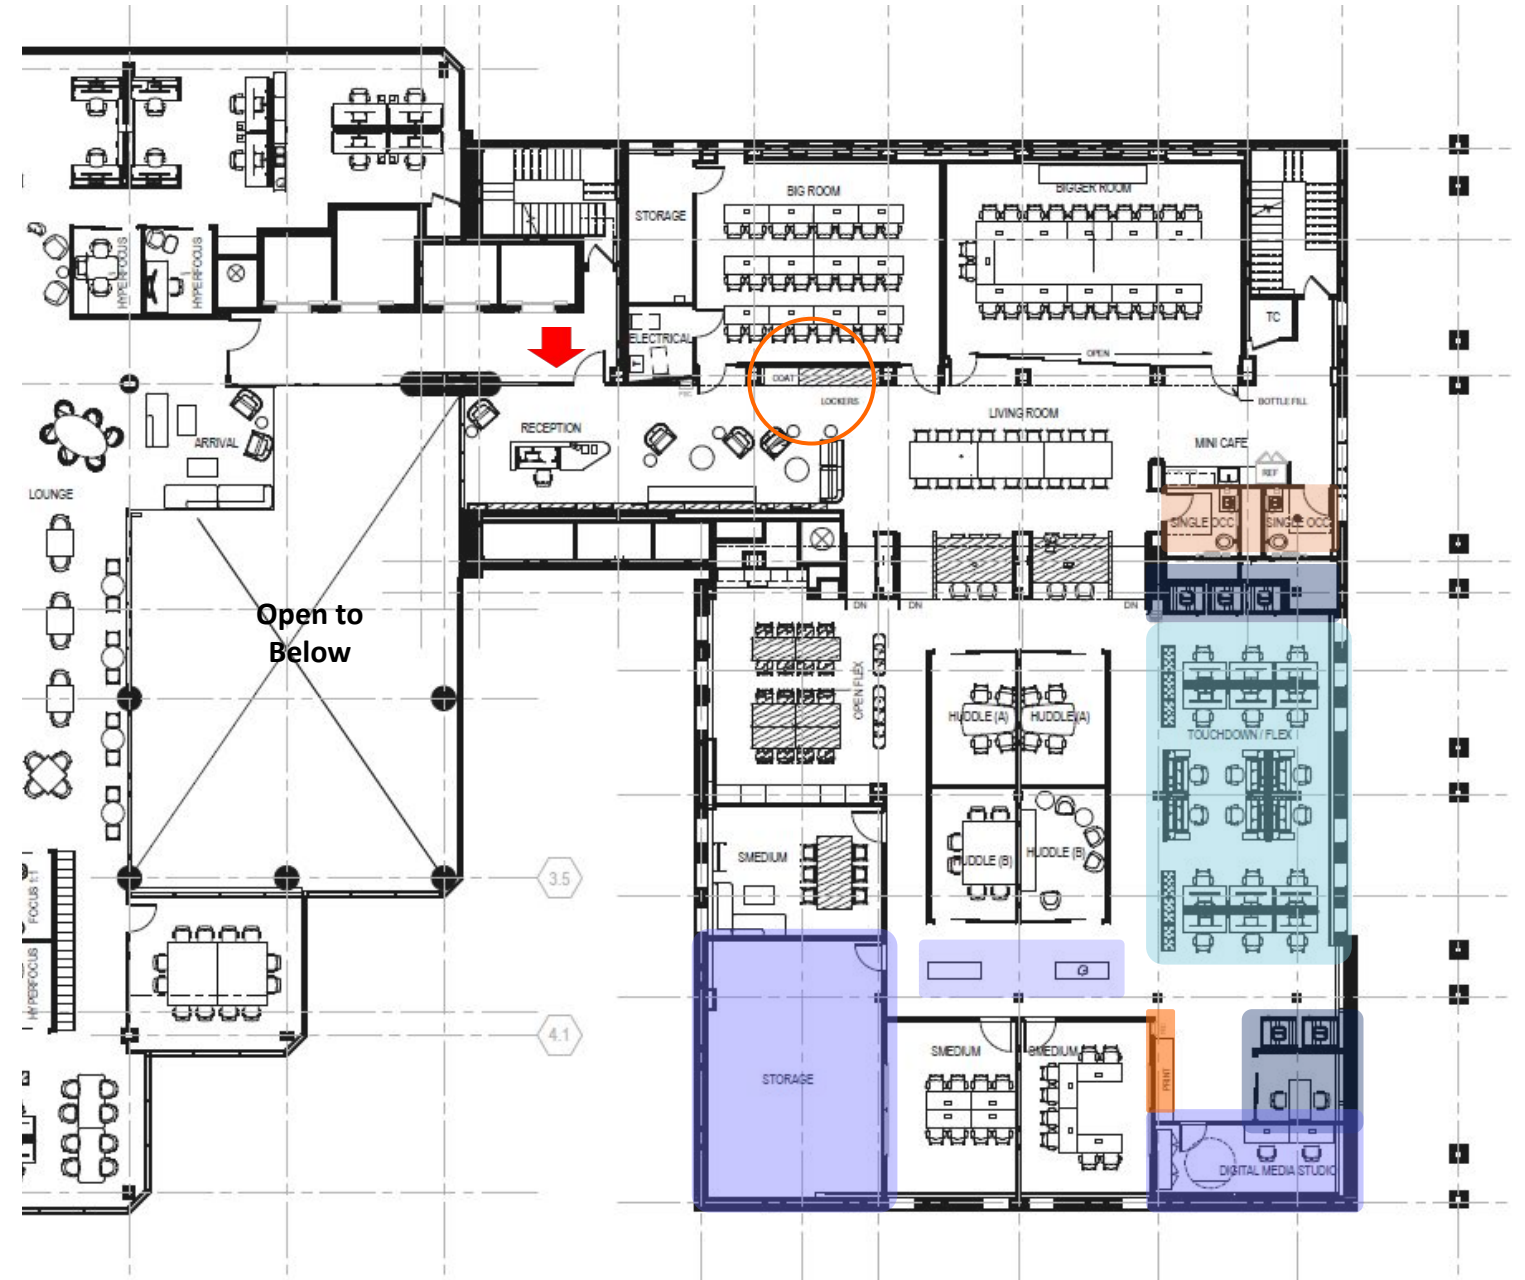 BIG ROOM
BIGGER ROOM
STORAGE
HYPERFOCUS
HYPERFOCUS
ELECTRICAL
T
TC
OPEN
COAT
LOCKERS
BOTTLE FILL
LIVING ROOM
RECEPTION
ARRIVAL
MINI CAFE
REF
LOUNGE
SINGLE OCC
SINGLE OCC
DN
DN
DN
Open to
Below
OPEN FLEX
HUDDLE (A)
HUDDLE (A)
TOUCHDOWN / FLEX
SMEDIUM
HUDDLE (B)
HUDDLE (B)
3.5
FOCUS 1:1
HYPERFOCUS
4.1
SMEDIUM
SMEDIUM
STORAGE
PRINT
DIGITAL MEDIA STUDIO